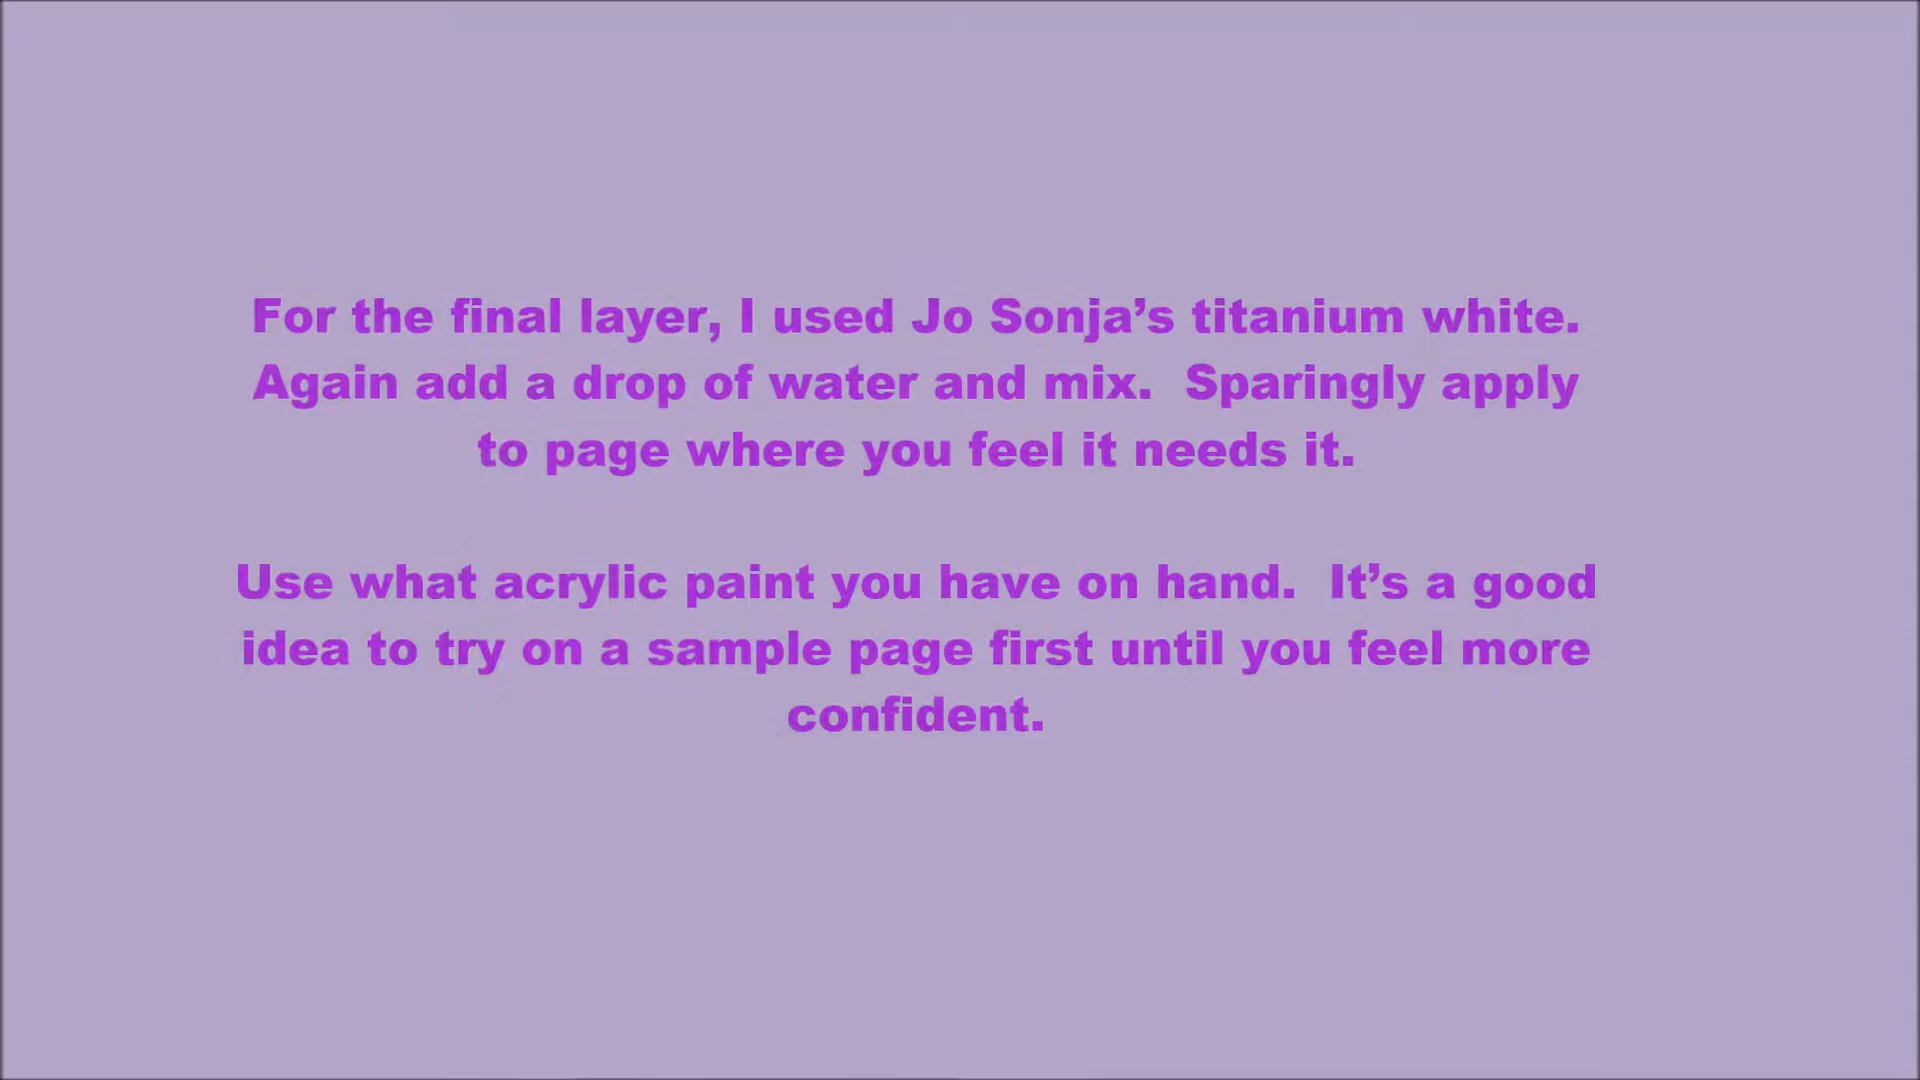 For the final layer, I used Jo Sonja’s titanium white.
Again add a drop of water and mix.  Sparingly apply
to page where you feel it needs it.
Use what acrylic paint you have on hand.  It’s a good
idea to try on a sample page first until you feel more
confident.